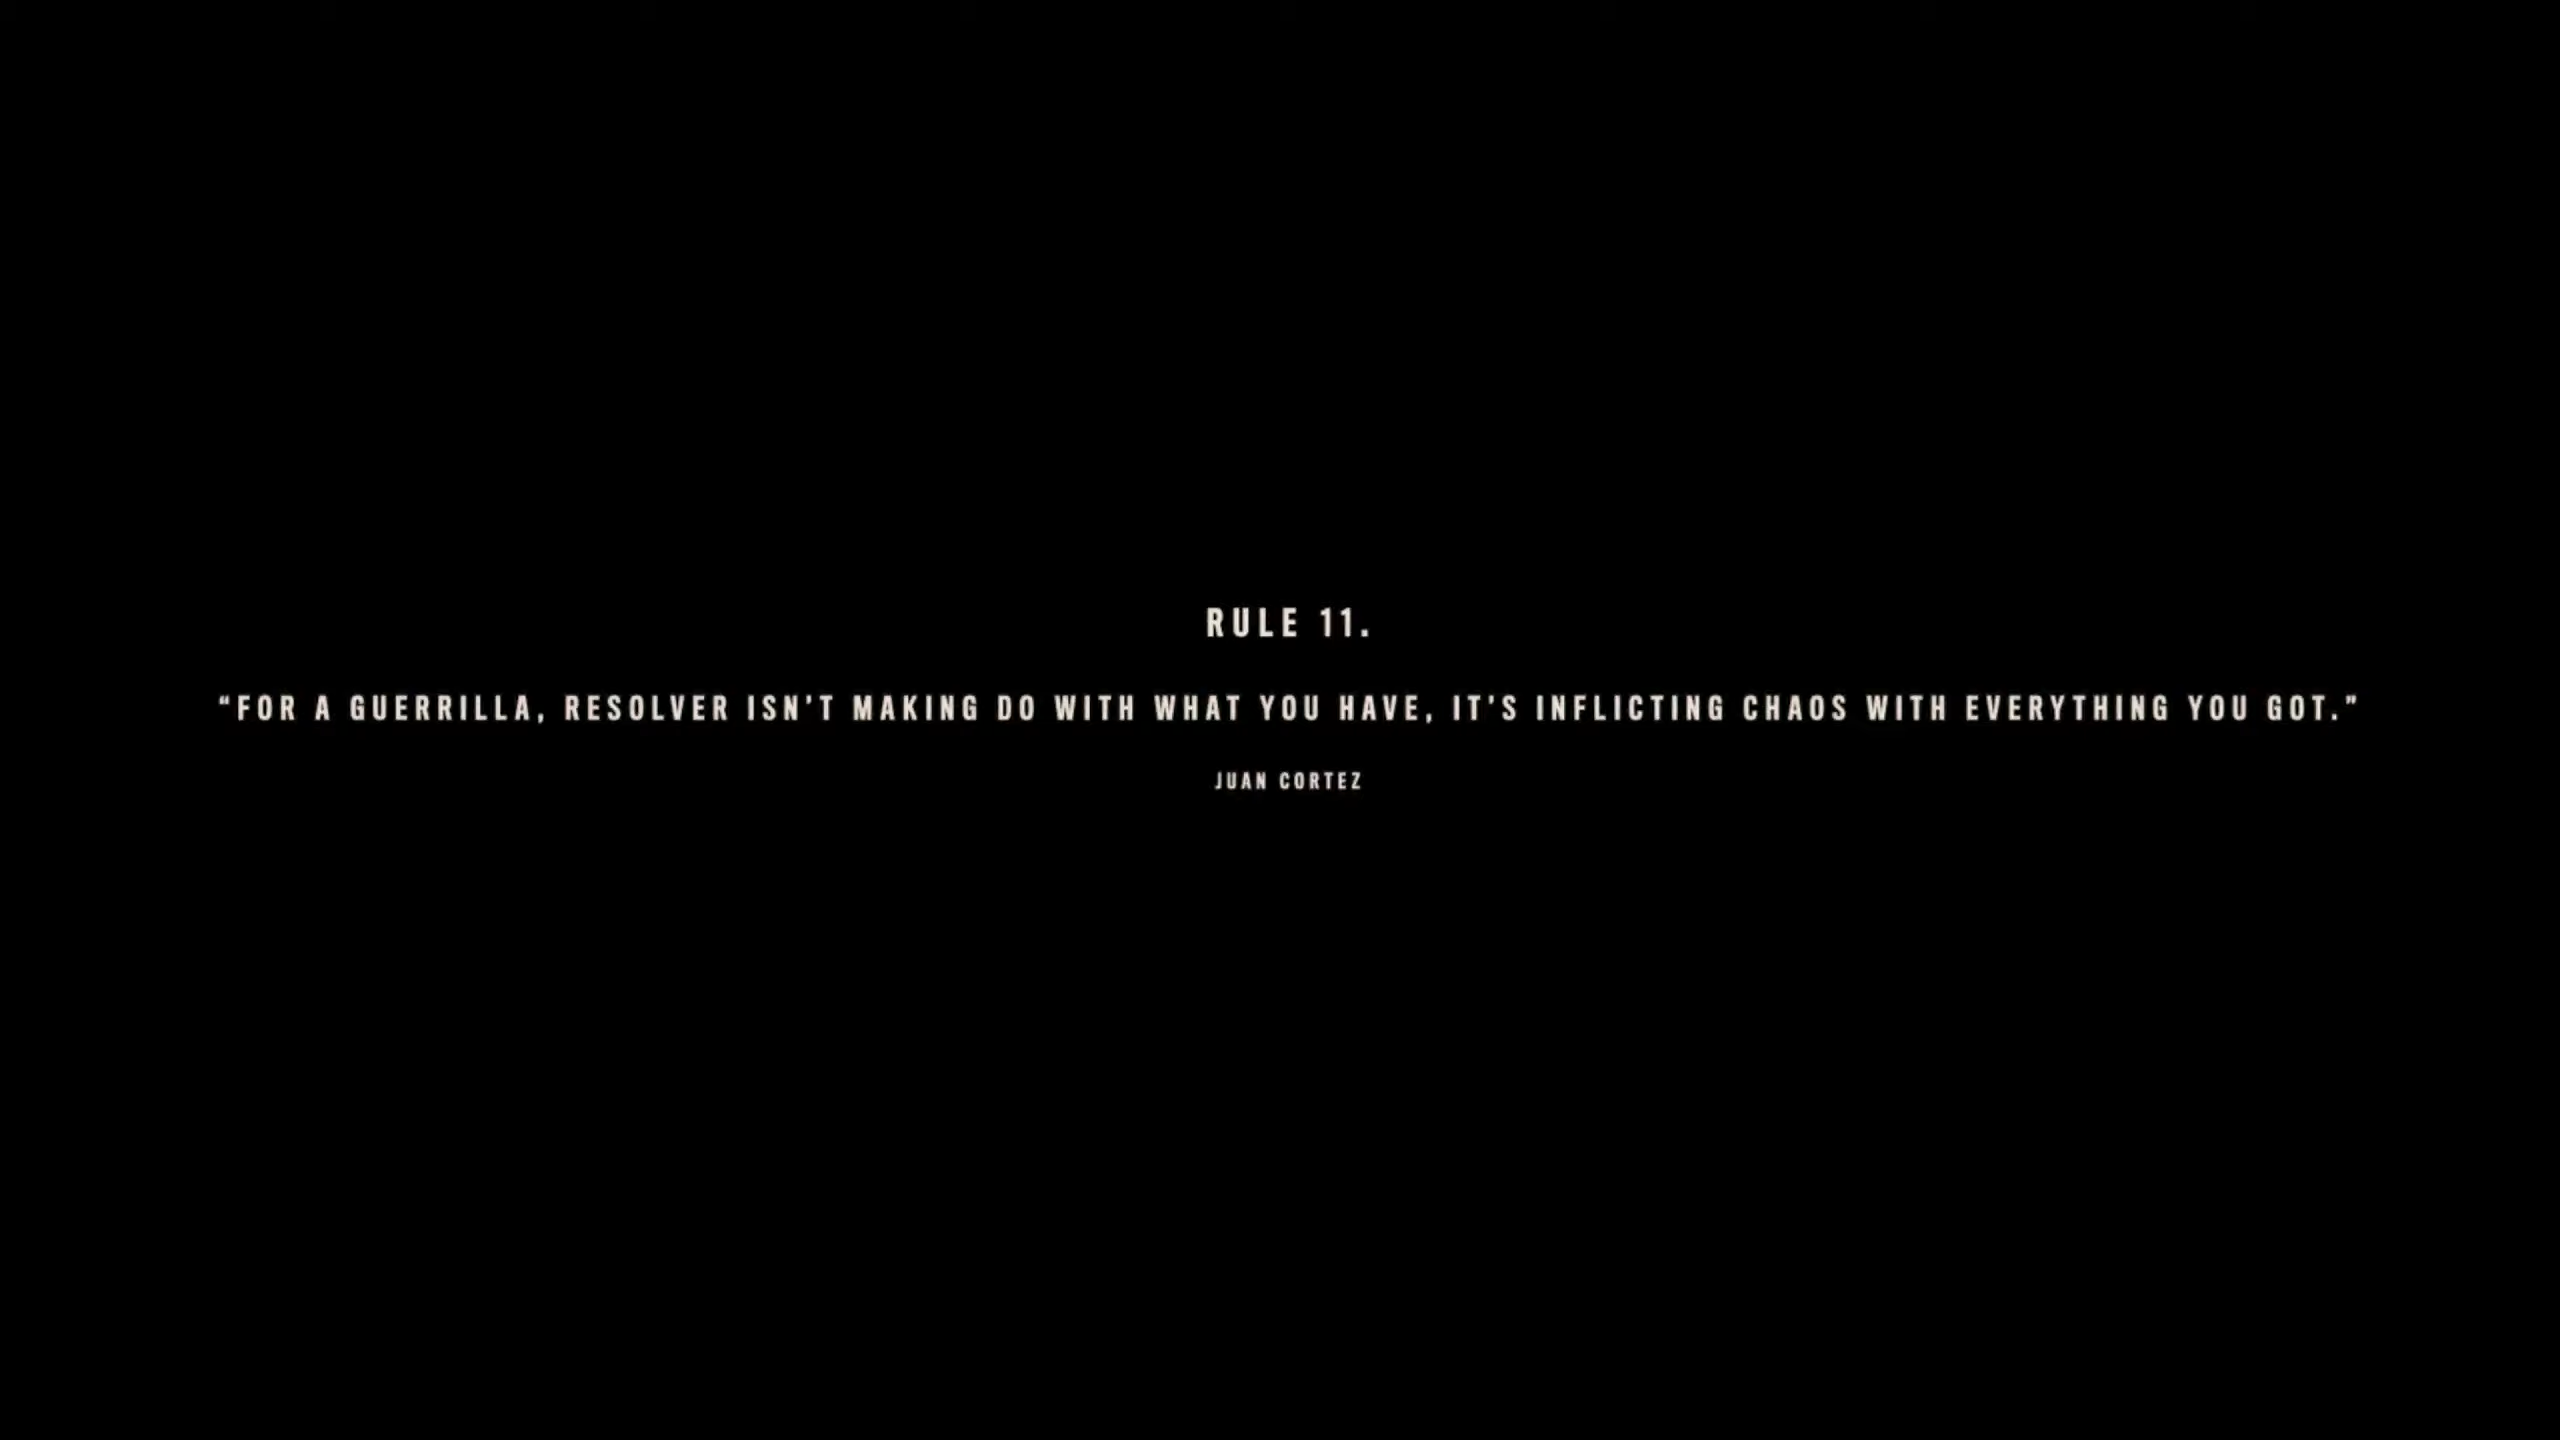 RULE 11.
“FOR A GUERRILLA, RESOLVER ISN'T MAKING DO WITH WHAT YOU HAVE, IT'S INFLICTING CHAOS WITH EVERYTHING YOU GOT.”
JUAN CORTEZ